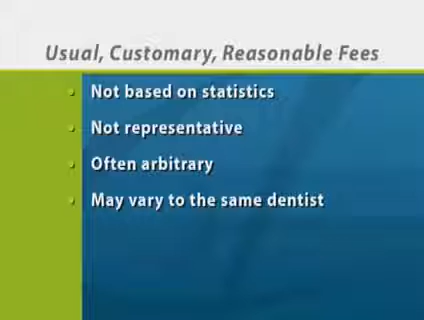 Usual, Customary, Reasonable Fees
Not based on statistics
Not representative
Often arbitrary
May vary to the same dentist